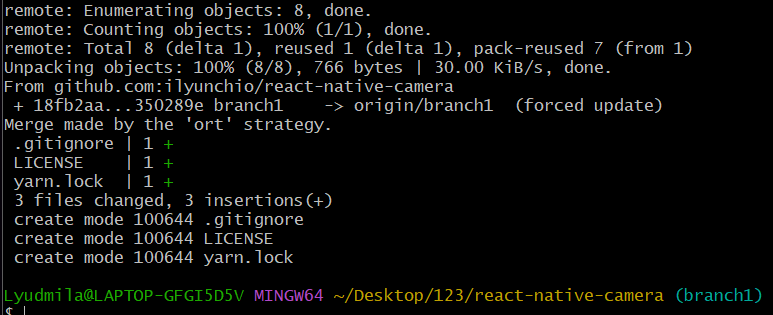 remote: Enumerating objects: 8, done.
remote: Counting objects: 100% (1/1), done.
remote: Total 8 (delta 1), reused 1 (delta 1), pack-reused 7 (from 1)
Unpacking objects: 100% (8/8), 766 bytes | 30.00 KiB/s, done.
From github.com:ilyunchio/react-native-camera
 + 18fb2aa...350289e branch1    -> origin/branch1  (forced update)
Merge made by the 'ort' strategy.
 .gitignore | 1 +
 LICENSE    | 1 +
 yarn.lock  | 1 +
 3 files changed, 3 insertions(+)
 create mode 100644 .gitignore
 create mode 100644 LICENSE
 create mode 100644 yarn.lock
Lyudmila@LAPTOP-GFGI5D5V MINGW64 ~/Desktop/123/react-native-camera (branch1)
$